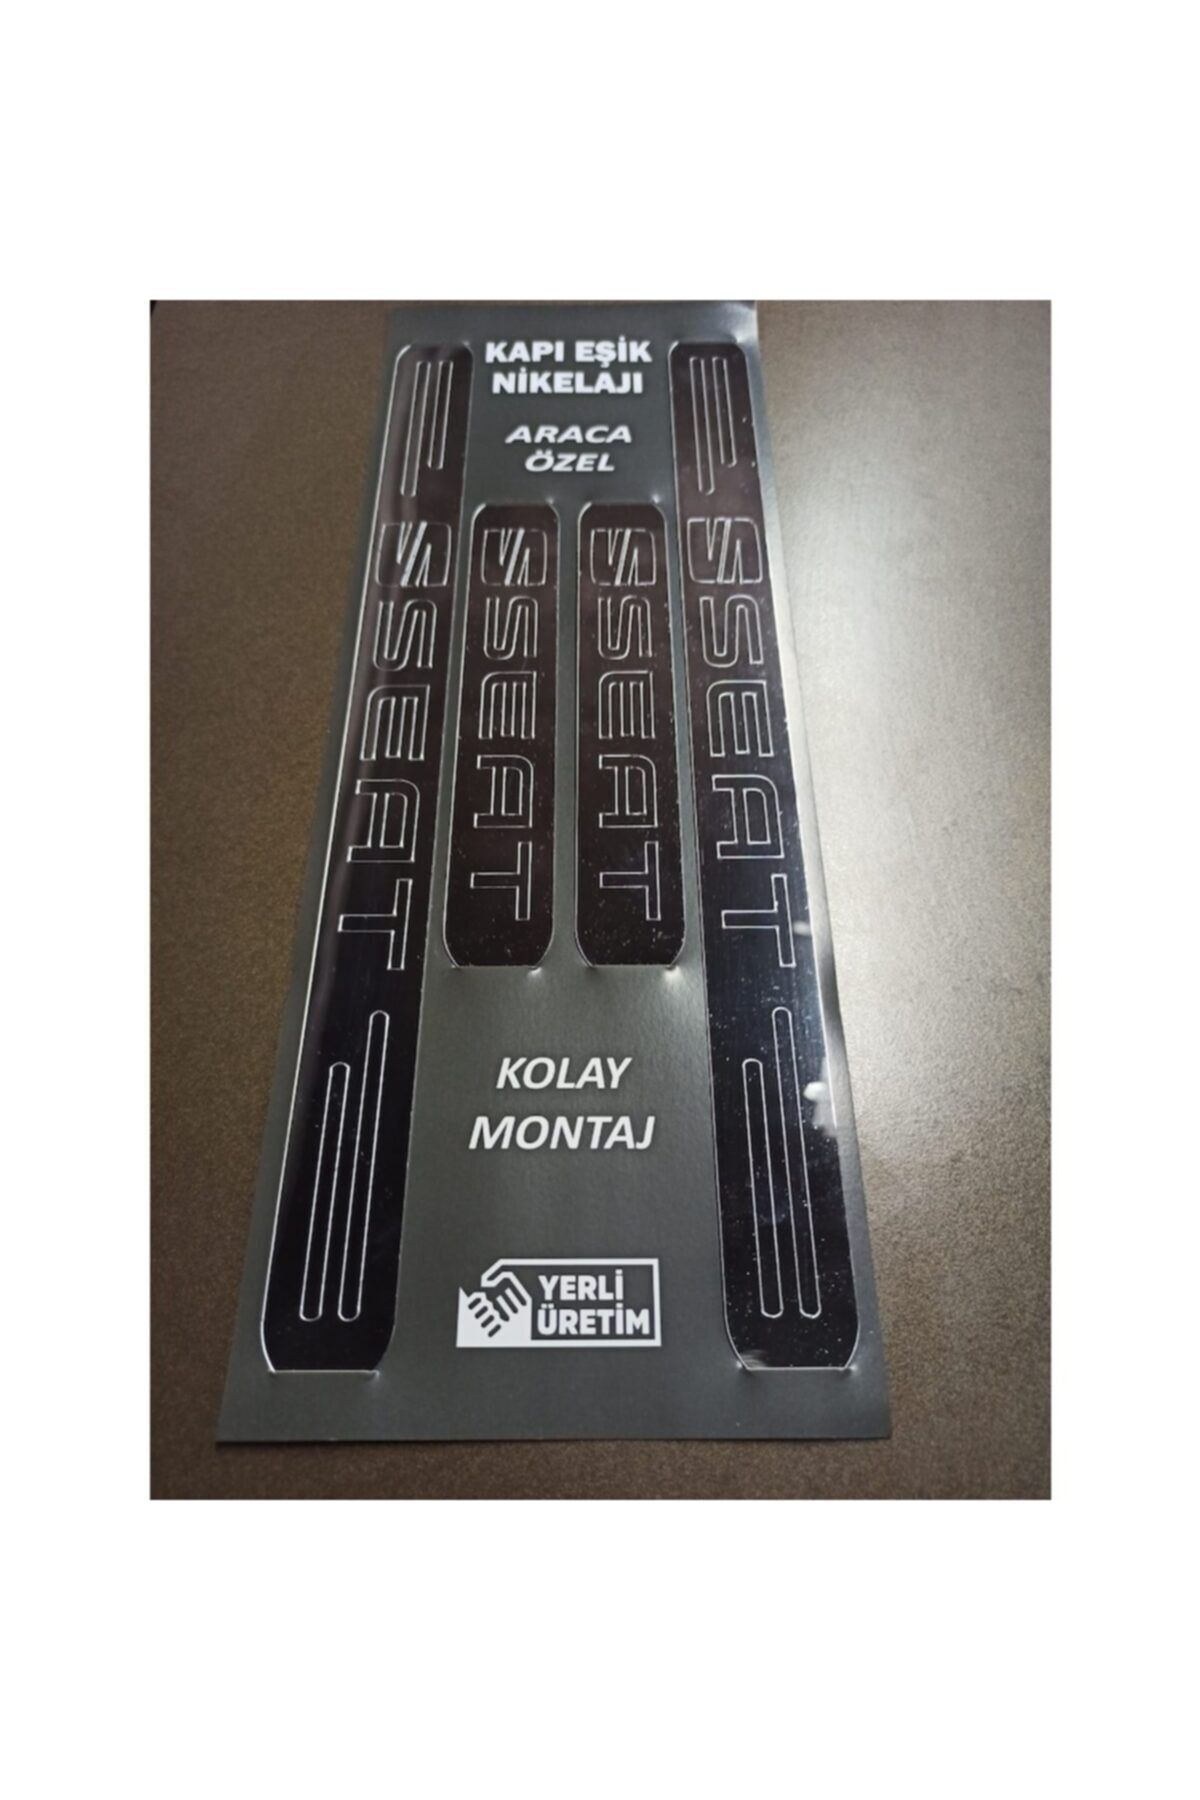 KAPI EŞİK
NİKELAJI
ARACA
ÖZEL
SEAT
SEAT
SEAT
SEAT
KOLAY
MONTAJ
YERLİ
ÜRETİM